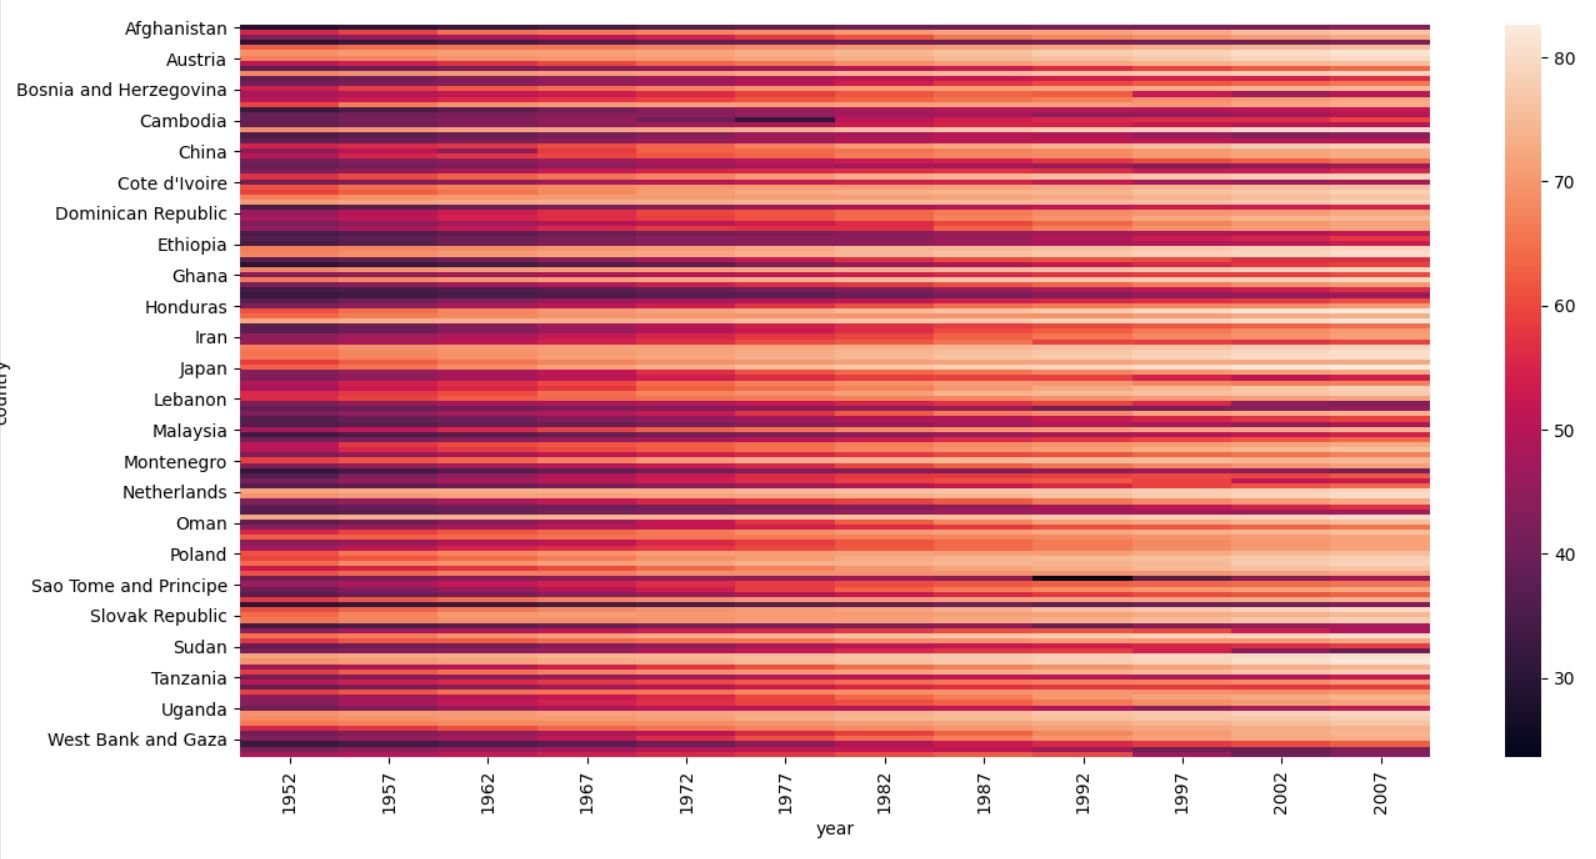 Afghanistan
Austria
Bosnia and Herzegovina
Cambodia
China
Cote d'Ivoire
Dominican Republic
Ethiopia
Ghana
Honduras
Iran
Japan
Lebanon
Malaysia
Montenegro
Netherlands
Oman
Poland
Sao Tome and Principe
Slovak Republic
Sudan
Tanzania
Uganda
West Bank and Gaza
country
1952 1957 1962 1967 1972 1977 1982 1987 1992 1997 2002 2007
year
80
70
60
50
40
30